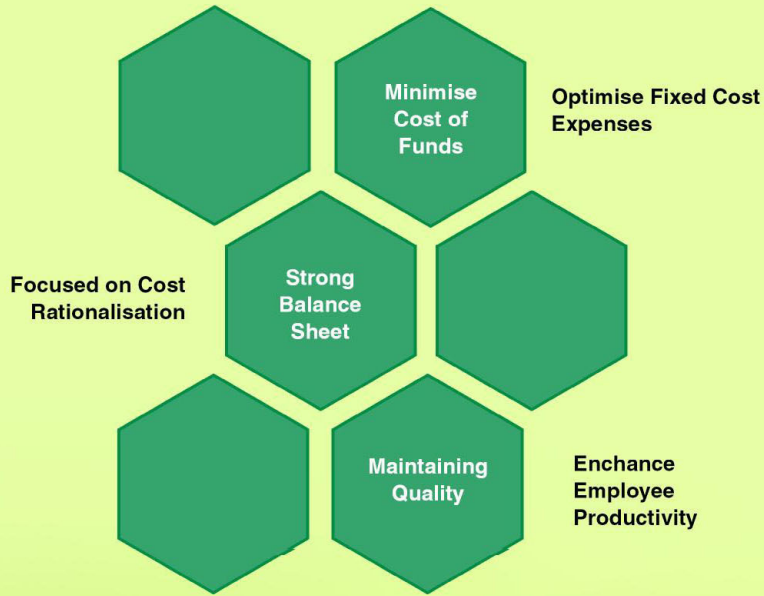 Minimise
Cost of
Funds
Optimise Fixed Cost
Expenses
Focused on Cost
Rationalisation
Strong
Balance
Sheet
Maintaining
Quality
Enchance
Employee
Productivity